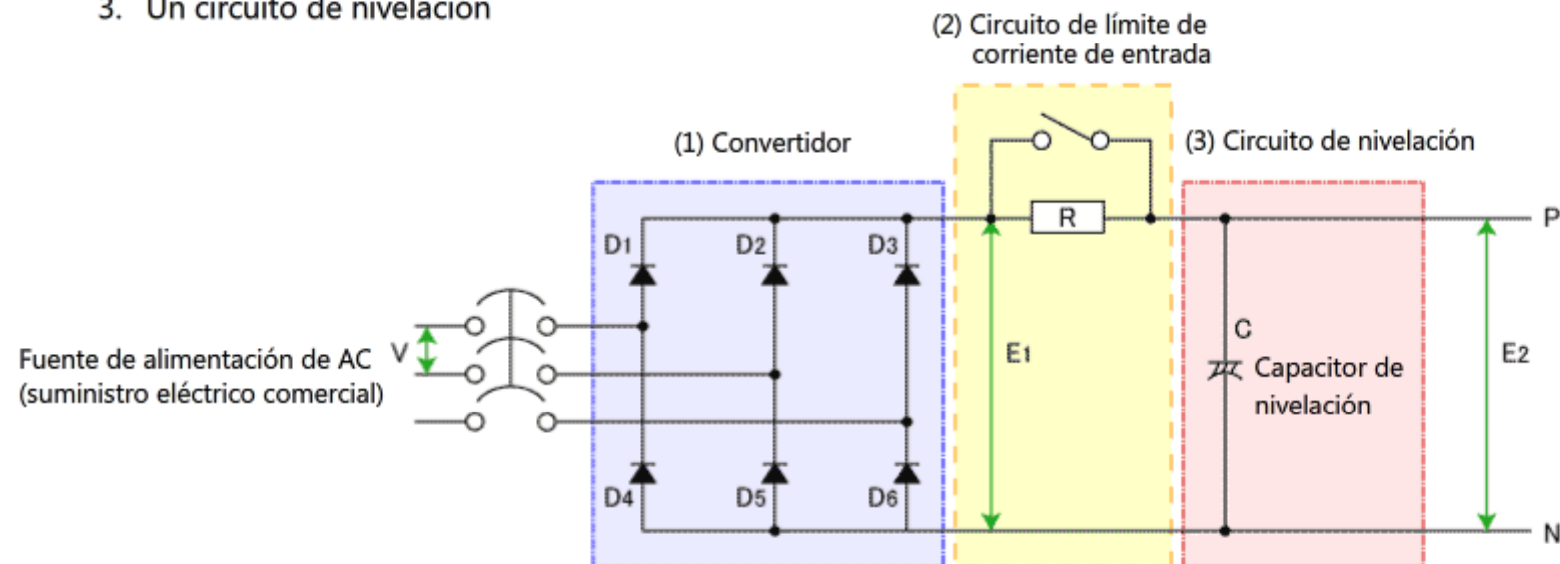 3. Un circuito de nivelación
(2) Circuito de límite de
corriente de entrada
(1) Convertidor
(3) Circuito de nivelación
R
P
D1
D2
D3
C
E1
E2
V
Fuente de alimentación de AC
(suministro eléctrico comercial)
Capacitor de
nivelación
D4
D5
D6
N